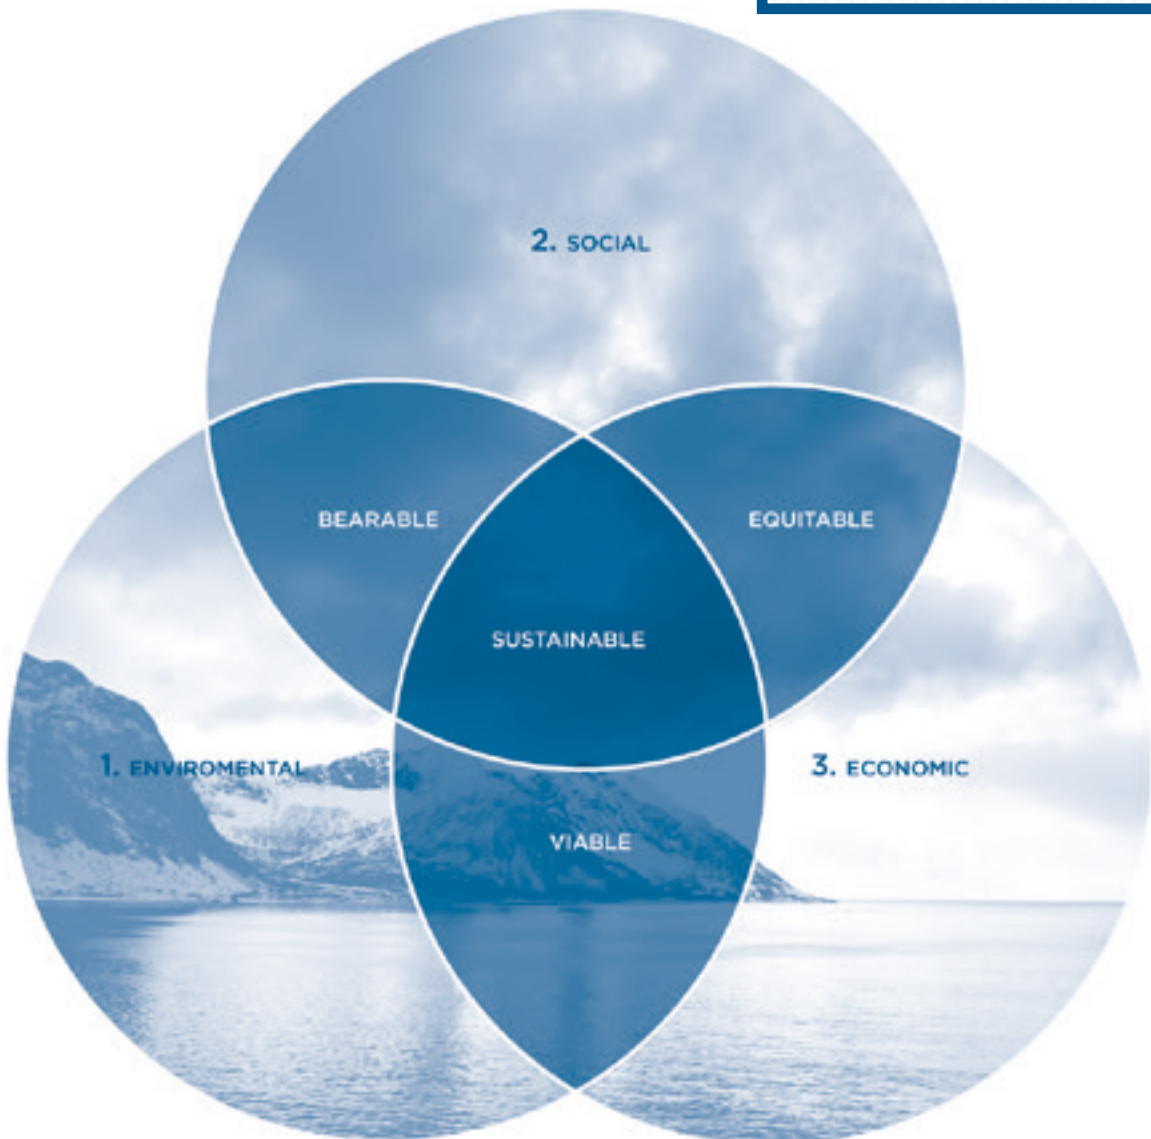 2. SOCIAL
BEARABLE
EQUITABLE
SUSTAINABLE
1. ENVIROMENTAL
3. ECONOMIC
VIABLE